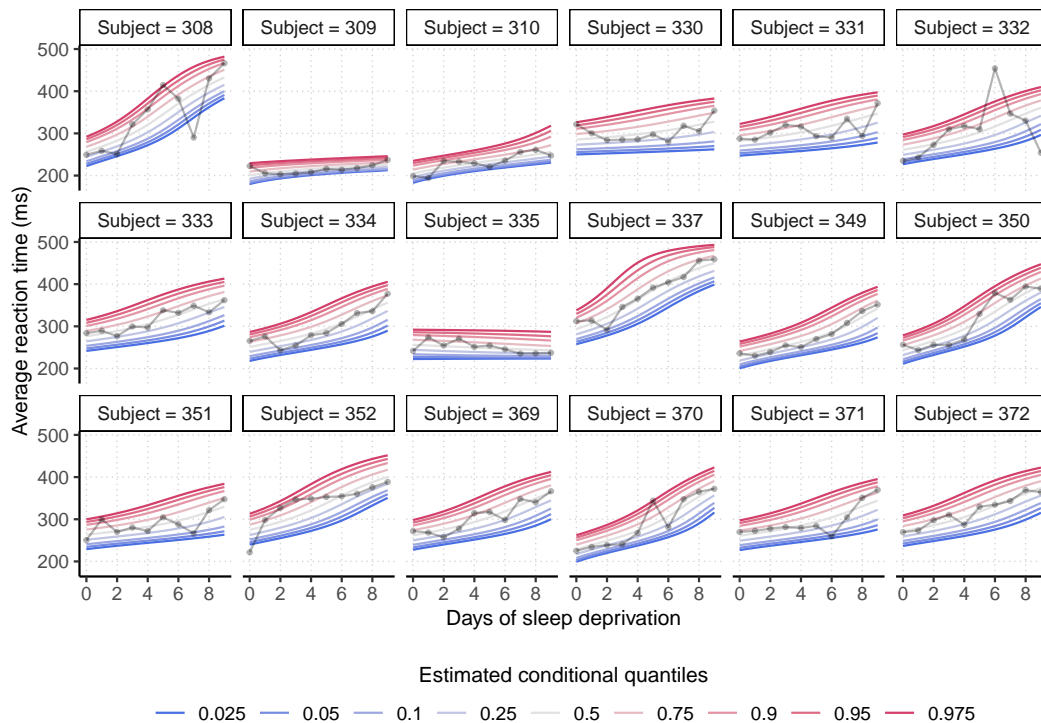 Subject = 308 Subject = 309 Subject = 310 Subject = 330 Subject = 331 Subject = 332
500
400
300
200
Subject = 333 Subject = 334 Subject = 335 Subject = 337 Subject = 349 Subject = 350
500
400
300
200
Subject = 351 Subject = 352 Subject = 369 Subject = 370 Subject = 371 Subject = 372
500
400
300
200
0 2 4 6 8 0 2 4 6 8 0 2 4 6 8 0 2 4 6 8 0 2 4 6 8 0 2 4 6 8
Average reaction time (ms)
Days of sleep deprivation
Estimated conditional quantiles
0.025 0.05 0.1 0.25 0.5 0.75 0.9 0.95 0.975